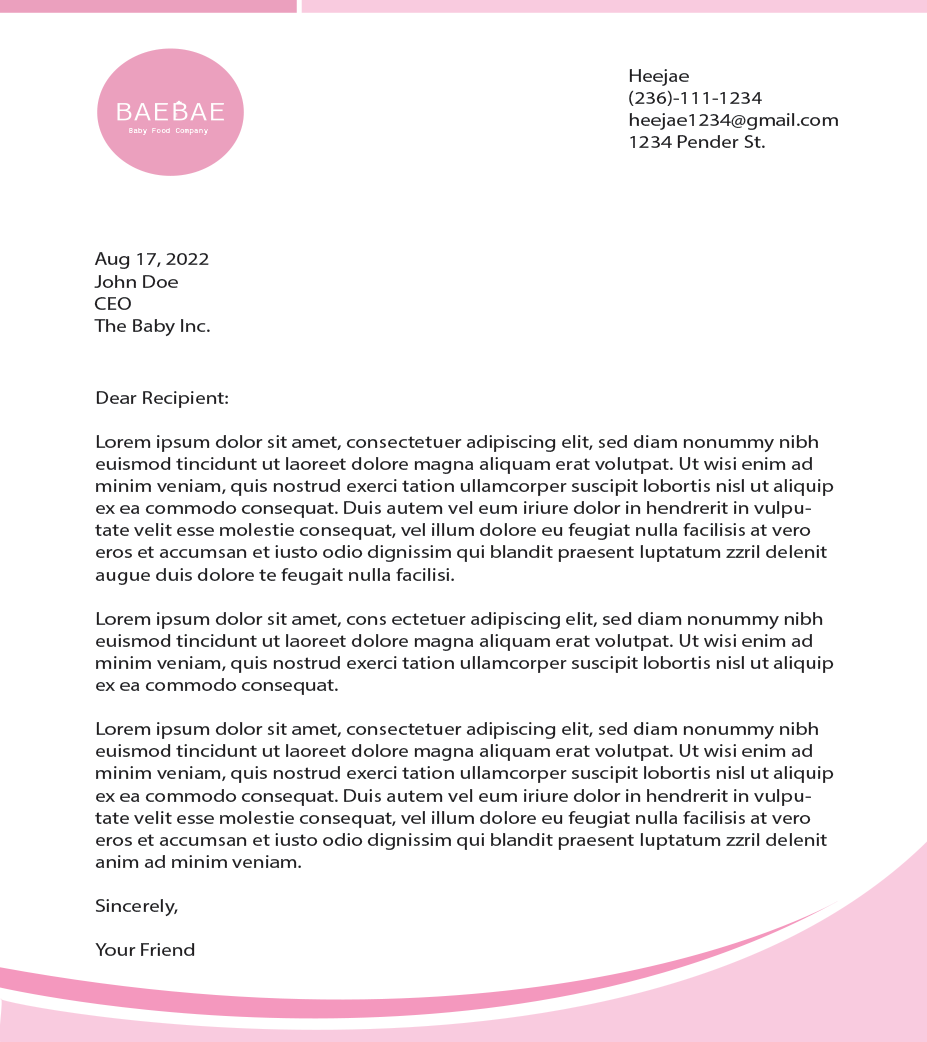 BAEBAE
Baby Food Company
Heejae
(236)-111-1234
heejae1234@gmail.com
1234 Pender St.
Aug 17, 2022
John Doe
CEO
The Baby Inc.
Dear Recipient:
Lorem ipsum dolor sit amet, consectetuer adipiscing elit, sed diam nonummy nibh
euismod tincidunt ut laoreet dolore magna aliquam erat volutpat. Ut wisi enim ad
minim veniam, quis nostrud exerci tation ullamcorper suscipit lobortis nisl ut aliquip
ex ea commodo consequat. Duis autem vel eum iriure dolor in hendrerit in vulpu-
tate velit esse molestie consequat, vel illum dolore eu feugiat nulla facilisis at vero
eros et accumsan et iusto odio dignissim qui blandit praesent luptatum zzril delenit
augue duis dolore te feugait nulla facilisi.
Lorem ipsum dolor sit amet, cons ectetuer adipiscing elit, sed diam nonummy nibh
euismod tincidunt ut laoreet dolore magna aliquam erat volutpat. Ut wisi enim ad
minim veniam, quis nostrud exerci tation ullamcorper suscipit lobortis nisl ut aliquip
ex ea commodo consequat.
Lorem ipsum dolor sit amet, consectetuer adipiscing elit, sed diam nonummy nibh
euismod tincidunt ut laoreet dolore magna aliquam erat volutpat. Ut wisi enim ad
minim veniam, quis nostrud exerci tation ullamcorper suscipit lobortis nisl ut aliquip
ex ea commodo consequat. Duis autem vel eum iriure dolor in hendrerit in vulpu-
tate velit esse molestie consequat, vel illum dolore eu feugiat nulla facilisis at vero
eros et accumsan et iusto odio dignissim qui blandit praesent luptatum zzril delenit
anim ad minim veniam.
Sincerely,
Your Friend